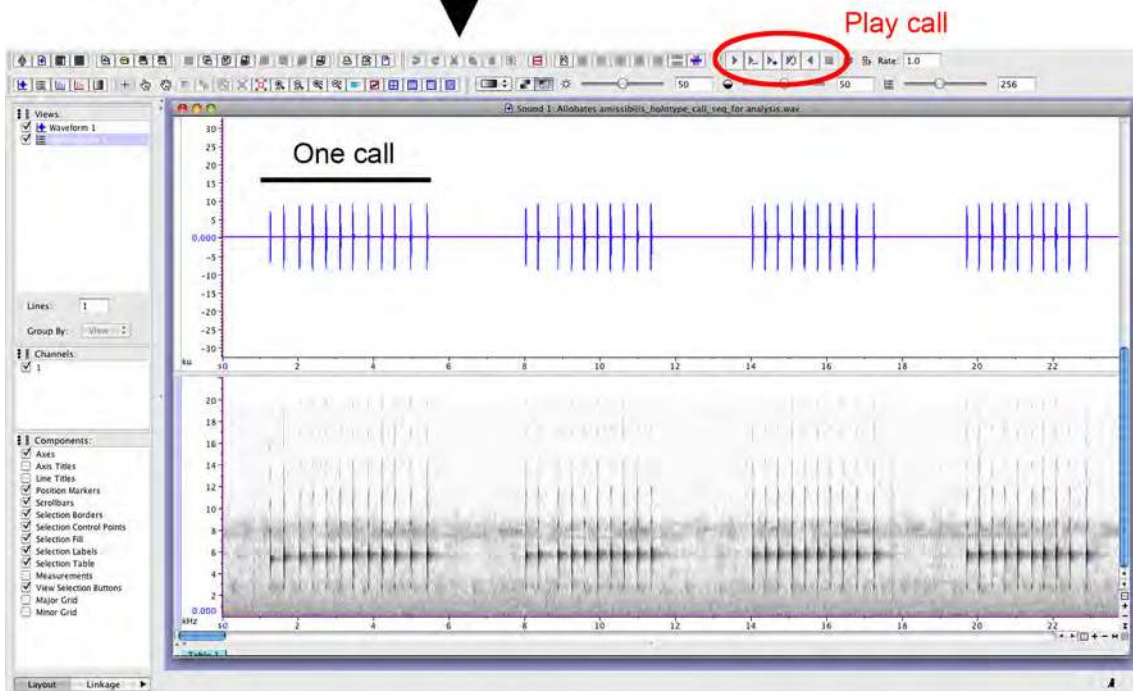 Play call
Rate: 1.0
50
50
256
Views:
Waveform 1
Lines: 1
Group By: View
Channels:
1
Components:
Axes
Axis Titles
Line Titles
Position Markers
Scrollbars
Selection Borders
Selection Control Points
Selection Fill
Selection Labels
Selection Table
Measurements
View Selection Buttons
Major Grid
Minor Grid
Layout Linkage
Sound 1: Allobates amissibilis_holotype_call_seq_for analysis.wav
One call
30
25
20
15
10
5
0.000
-5
-10
-15
-20
-25
-30
ku
s0 2 4 6 8 10 12 14 16 18 20 22
20
18
16
14
12
10
8
6
4
2
0.000
kHz
s0 2 4 6 8 10 12 14 16 18 20 22
Table 1